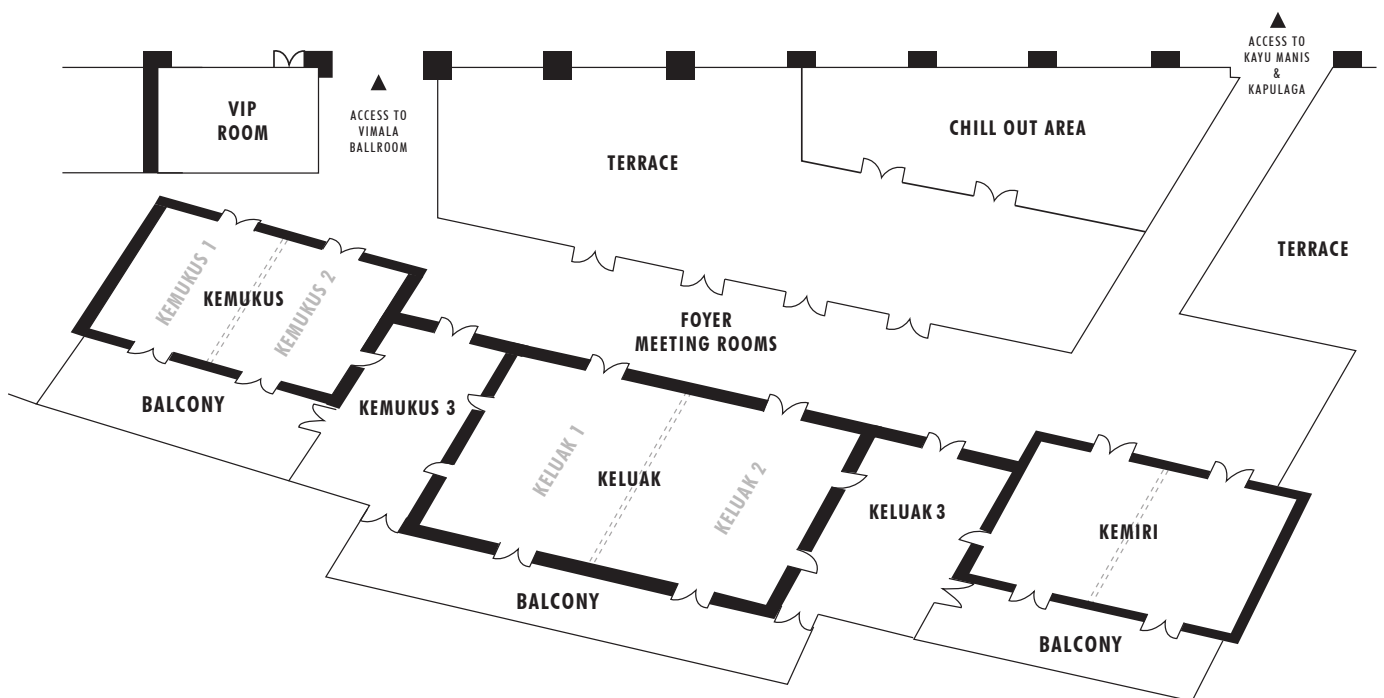 ACCESS TO
KAYU MANIS
&
KAPULAGA
VIP
ROOM
ACCESS TO
VIMALA
BALLROOM
CHILL OUT AREA
TERRACE
TERRACE
KEMUKUS 1
KEMUKUS
KEMUKUS 2
FOYER
MEETING ROOMS
BALCONY
KEMUKUS 3
KELUAK 1
KELUAK
KELUAK 2
KELUAK 3
KEMIRI
BALCONY
BALCONY